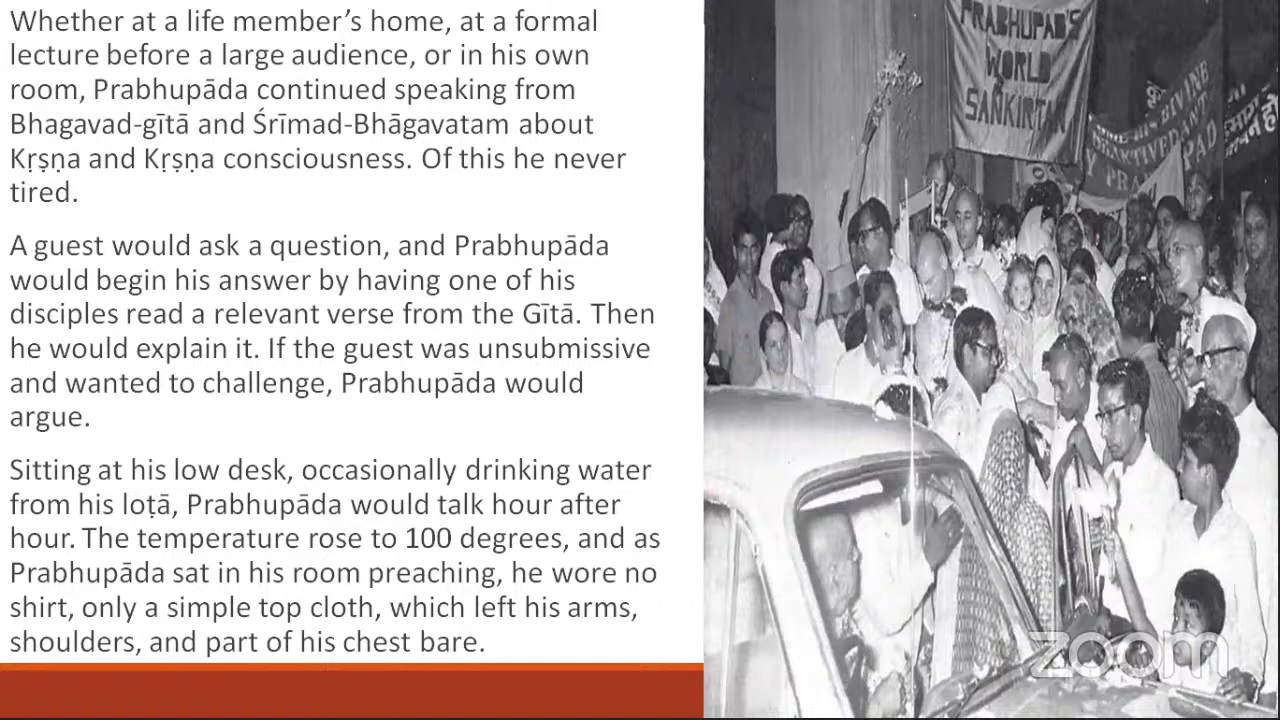 Whether at a life member’s home, at a formal
lecture before a large audience, or in his own
room, Prabhupāda continued speaking from
Bhagavad-gītā and Śrīmad-Bhāgavatam about
Kṛṣṇa and Kṛṣṇa consciousness. Of this he never
tired.
A guest would ask a question, and Prabhupāda
would begin his answer by having one of his
disciples read a relevant verse from the Gītā. Then
he would explain it. If the guest was unsubmissive
and wanted to challenge, Prabhupāda would
argue.
Sitting at his low desk, occasionally drinking water
from his loṭā, Prabhupāda would talk hour after
hour. The temperature rose to 100 degrees, and as
Prabhupāda sat in his room preaching, he wore no
shirt, only a simple top cloth, which left his arms,
shoulders, and part of his chest bare.
PRABHUPAD'S
WORLD
SANKIRTAN
HIS DIVINE
zoom